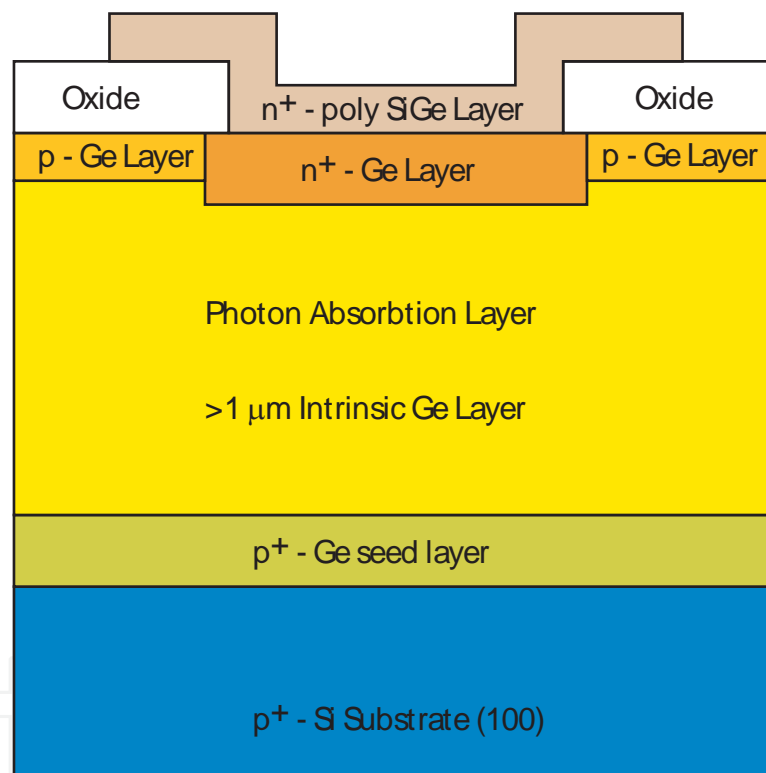 Oxide
Oxide
n+ - poly SiGe Layer
p - Ge Layer
p - Ge Layer
n+ - Ge Layer
Photon Absorbtion Layer
>1 μm Intrinsic Ge Layer
p+ - Ge seed layer
p+ - Si Substrate (100)